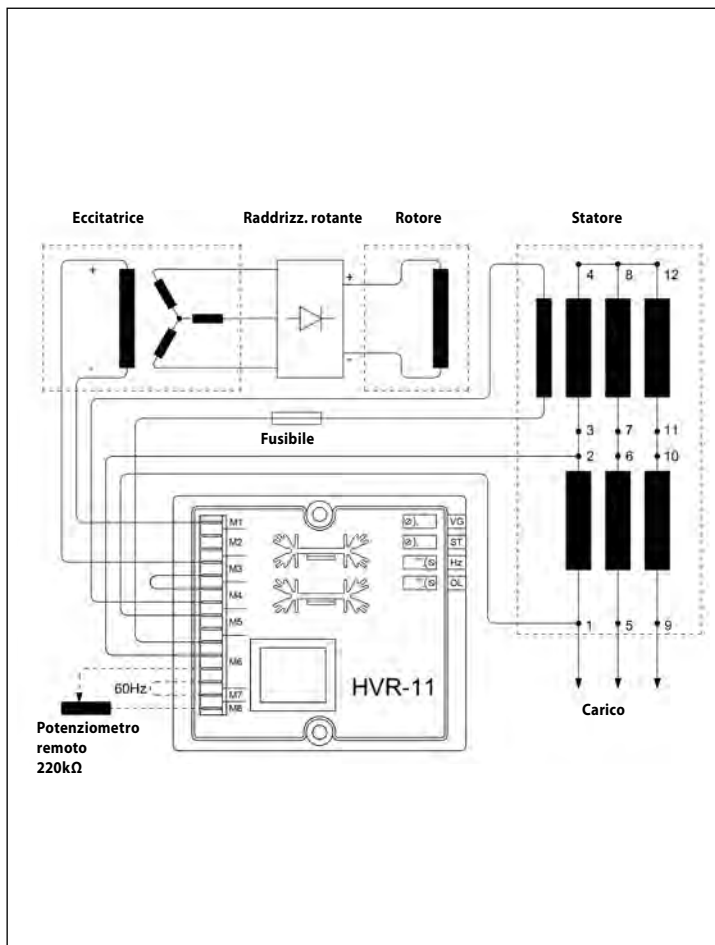 Eccitatrice Raddrizz. rotante Rotore Statore
+ + 4 8 12
- -
Fusibile
3 7 11
2 6 10
M1 VG
M2 ST
M3 Hz
M4 OL
M5
1 5 9
M6
60Hz
M7
M8
HVR-11
Carico
Potenziometro
remoto
220kΩ